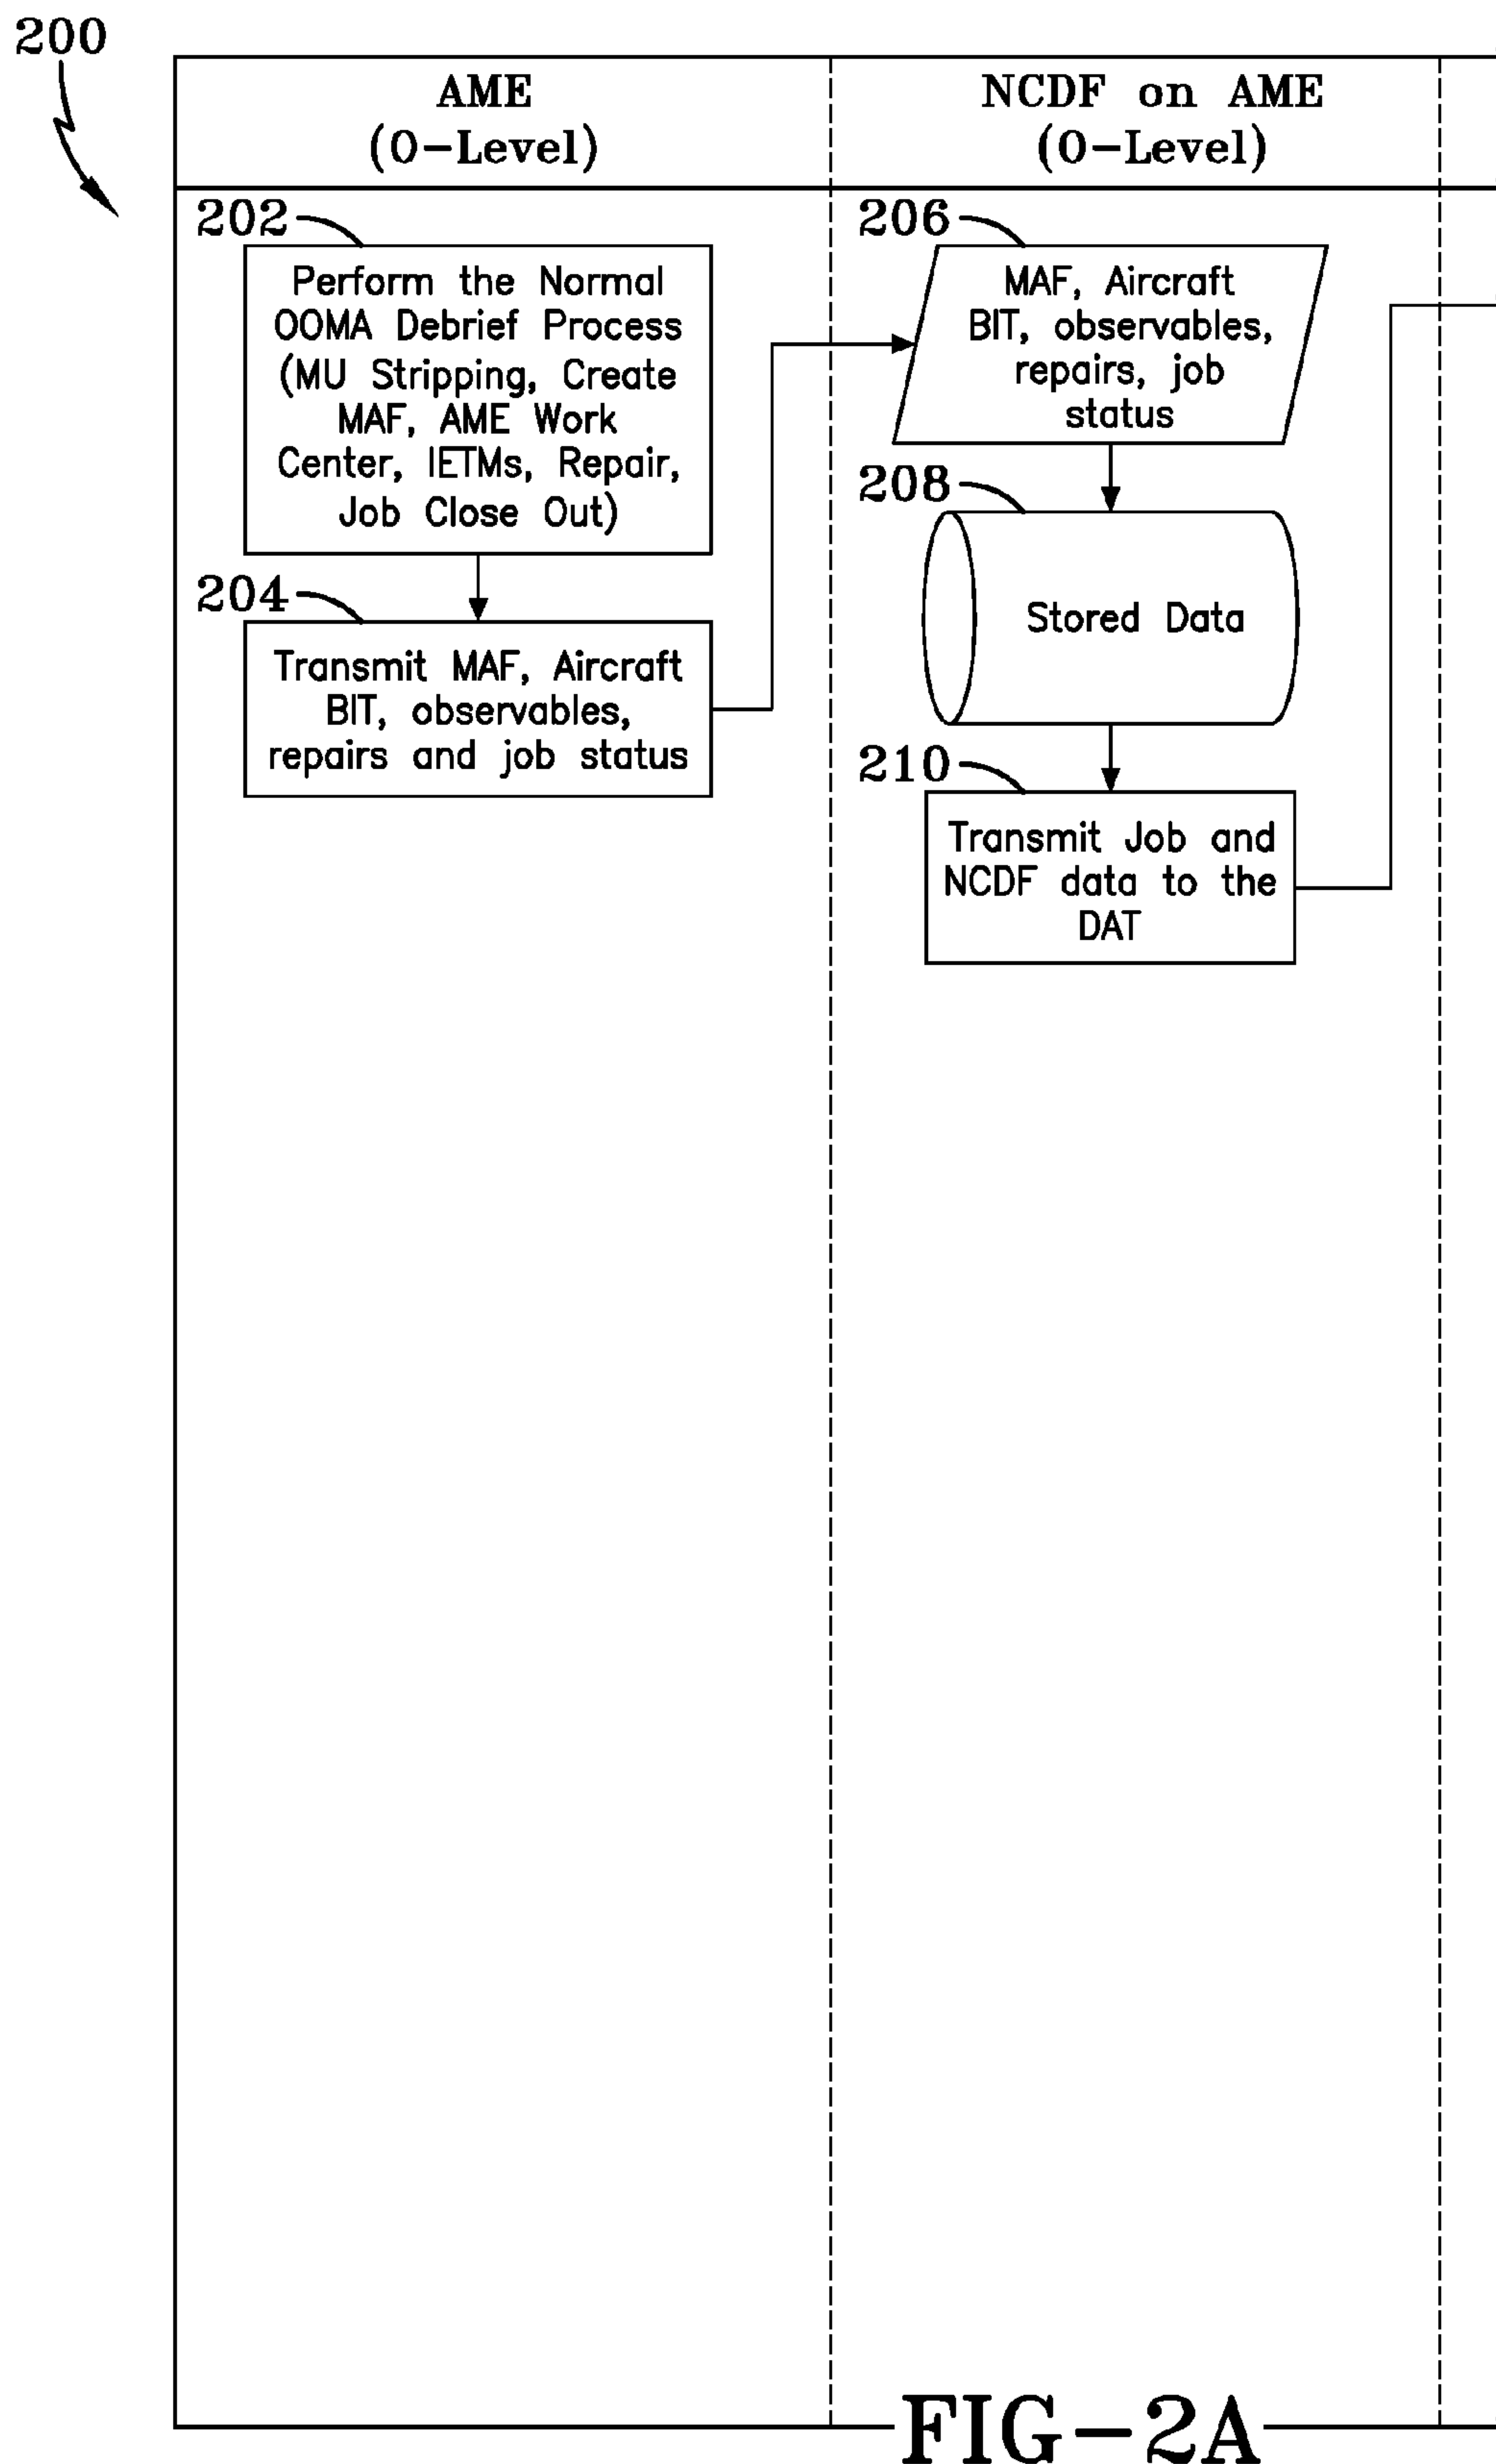 200
AME
(O-Level)
NCDF on AME
(O-Level)
202
Perform the Normal
OOMA Debrief Process
(MU Stripping, Create
MAF, AME Work
Center, IETMs, Repair,
Job Close Out)
204
Transmit MAF, Aircraft
BIT, observables,
repairs and job status
206
MAF, Aircraft
BIT, observables,
repairs, job
status
208
Stored Data
210
Transmit Job and
NCDF data to the
DAT
FIG-2A